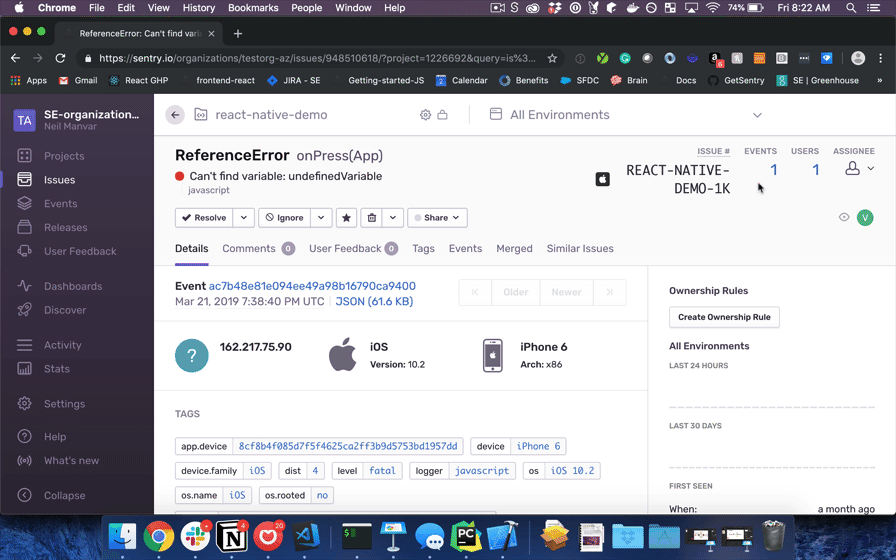 Chrome File Edit View History Bookmarks People Window Help 74% Fri 8:22 AM
ReferenceError: Can't find varia
https://sentry.io/organizations/testorg-az/issues/948510618/?project=1226692&query=is%3...
Apps Gmail React GHP frontend-react JIRA - SE Getting-started-JS Calendar Benefits SFDC Brain Docs GetSentry SE | Greenhouse
TA SE-organization...
Neil Manvar
react-native-demo All Environments
Projects
Issues
Events
Releases
User Feedback
Dashboards
Discover
Activity
Stats
Settings
Help
What's new
Collapse
ReferenceError onPress(App)
Can't find variable: undefinedVariable
javascript
ISSUE # EVENTS USERS ASSIGNEE
REACT-NATIVE-
DEMO-1K
1 1
Resolve Ignore Share
V
Details Comments 0 User Feedback 0 Tags Events Merged Similar Issues
Event ac7b48e81e094ee49a98b16790ca9400
Mar 21, 2019 7:38:40 PM UTC JSON (61.6 KB)
Older Newer
? 162.217.75.90
iOS
Version: 10.2
iPhone 6
Arch: x86
TAGS
app.device 8cf8b4f085d7f5f4625ca2ff3b9d5753bd1957dd device iPhone 6
device.family iOS dist 4 level fatal logger javascript os iOS 10.2
os.name iOS os.rooted no
Ownership Rules
Create Ownership Rule
All Environments
LAST 24 HOURS
LAST 30 DAYS
FIRST SEEN
When: a month ago